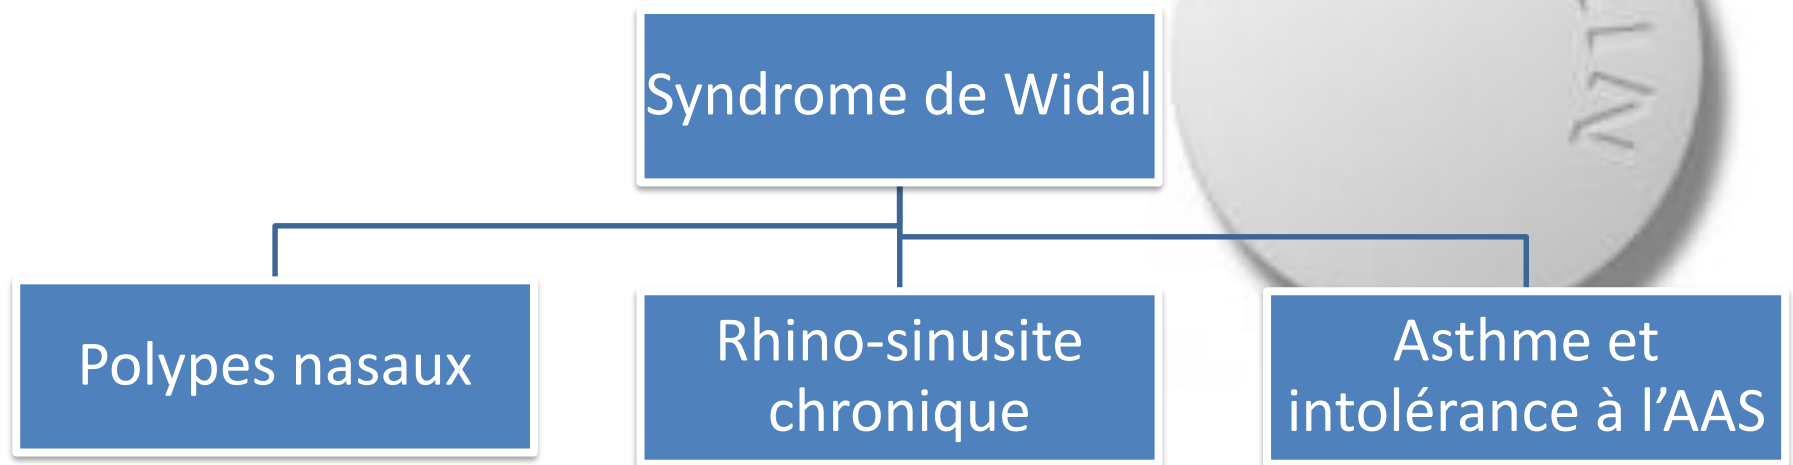 Syndrome de Widal
Polypes nasaux
Rhino-sinusite
chronique
Asthme et
intolérance à l’AAS